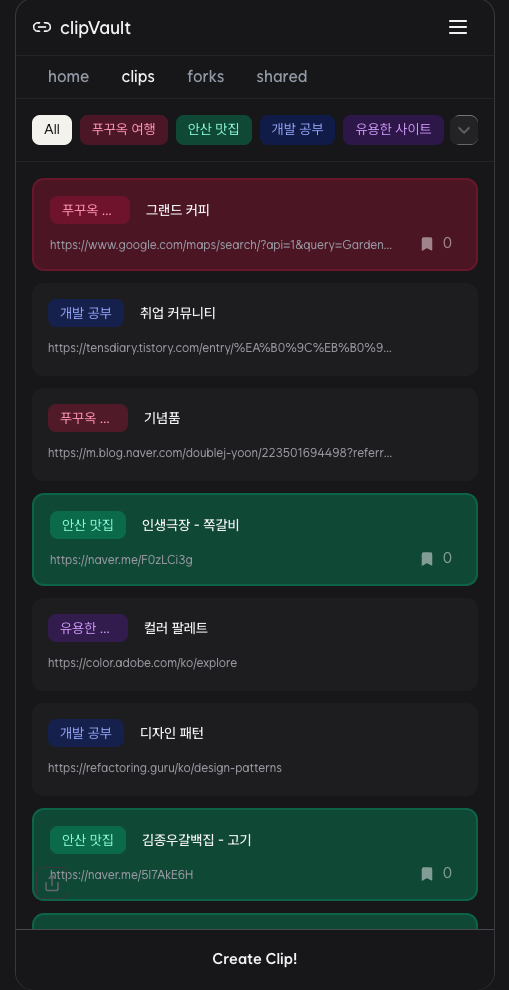 clipVault
home clips forks shared
All 푸꾸옥 여행 안산 맛집 개발 공부 유용한 사이트
푸꾸옥 ... 그랜드 커피
https://www.google.com/maps/search/?api=1&query=Garden... 0
개발 공부 취업 커뮤니티
https://tensdiary.tistory.com/entry/%EA%B0%9C%EB%B0%9...
푸꾸옥 ... 기념품
https://m.blog.naver.com/doublej-yoon/223501694498?referr...
안산 맛집 인생극장 - 쪽갈비
https://naver.me/F0zLCi3g 0
유용한 ... 컬러 팔레트
https://color.adobe.com/ko/explore
개발 공부 디자인 패턴
https://refactoring.guru/ko/design-patterns
안산 맛집 김종우갈백집 - 고기
https://naver.me/5I7AkE6H 0
Create Clip!